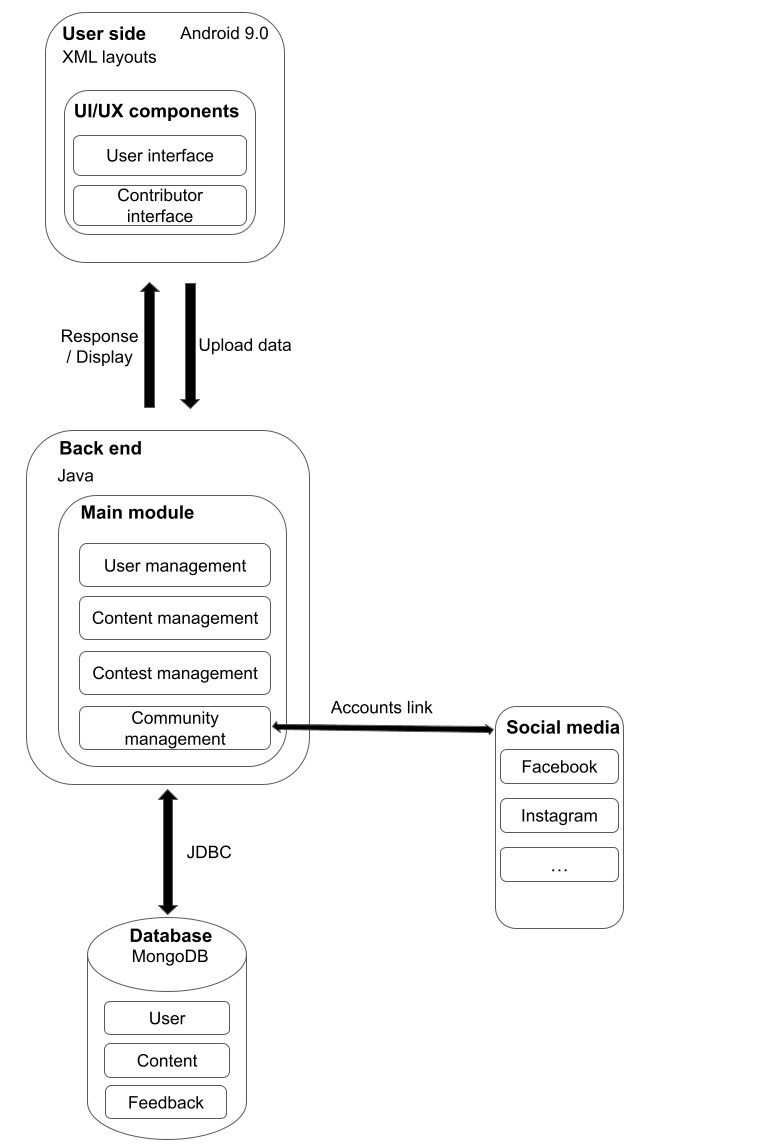 User side
Android 9.0
XML layouts
UI/UX components
User interface
Contributor
interface
Response
/ Display
Upload data
Back end
Java
Main module
User management
Content management
Contest management
Community
management
Accounts link
Social media
Facebook
Instagram
…
JDBC
Database
MongoDB
User
Content
Feedback